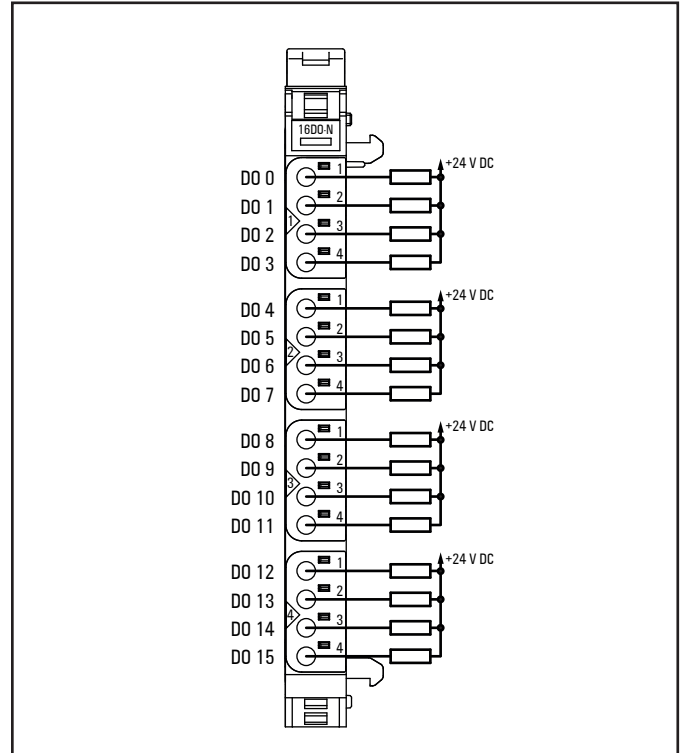 16DO-N
+24 V DC
DO 0 1
DO 1 2
1
DO 2 3
DO 3 4
+24 V DC
DO 4 1
DO 5 2
2
DO 6 3
DO 7 4
+24 V DC
DO 8 1
DO 9 2
3
DO 10 3
DO 11 4
+24 V DC
DO 12 1
DO 13 2
4
DO 14 3
DO 15 4